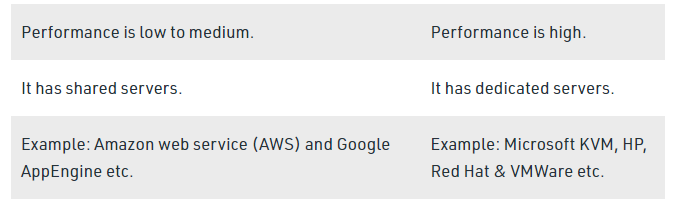 Performance is low to medium. Performance is high.
It has shared servers. It has dedicated servers.
Example: Amazon web service (AWS) and Google Example: Microsoft KVM, HP,
AppEngine etc. Red Hat & VMWare etc.